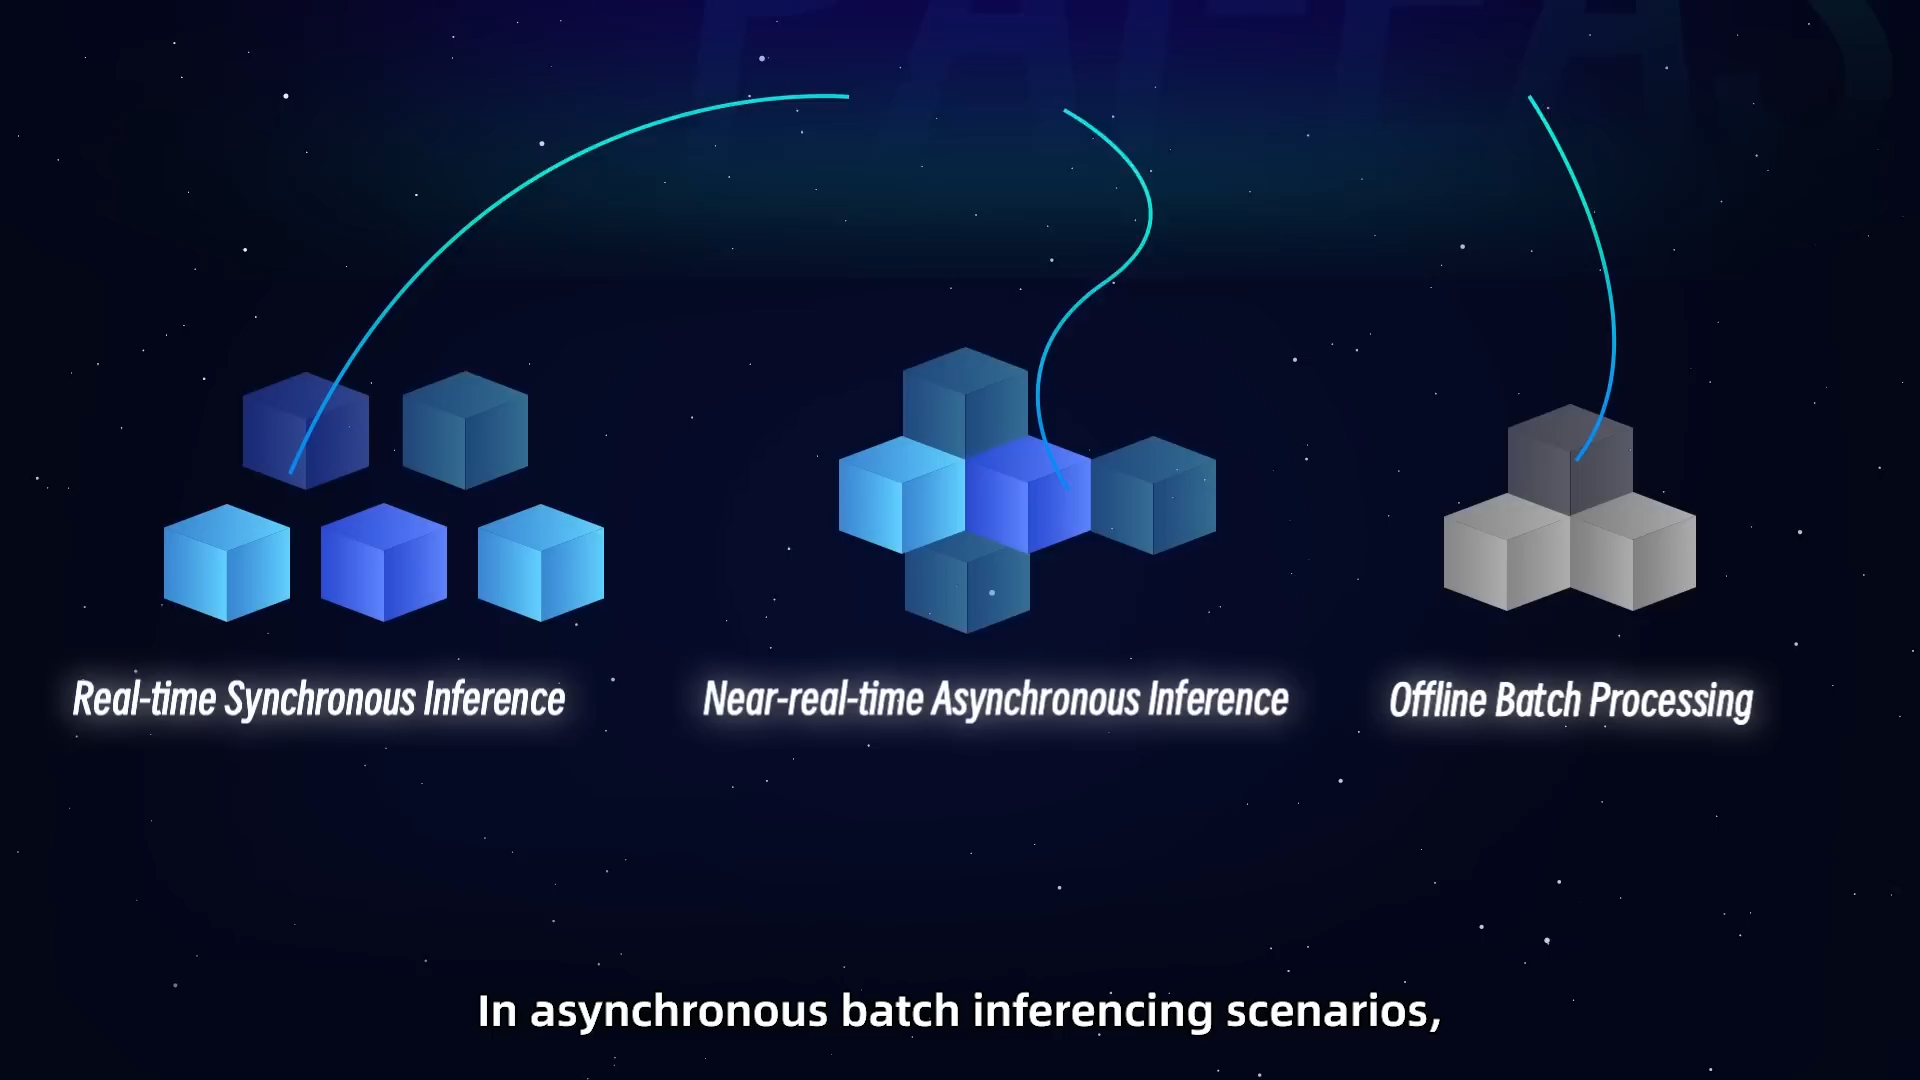 Real-time Synchronous Inference
Near-real-time Asynchronous Inference
Offline Batch Processing
In asynchronous batch inferencing scenarios,